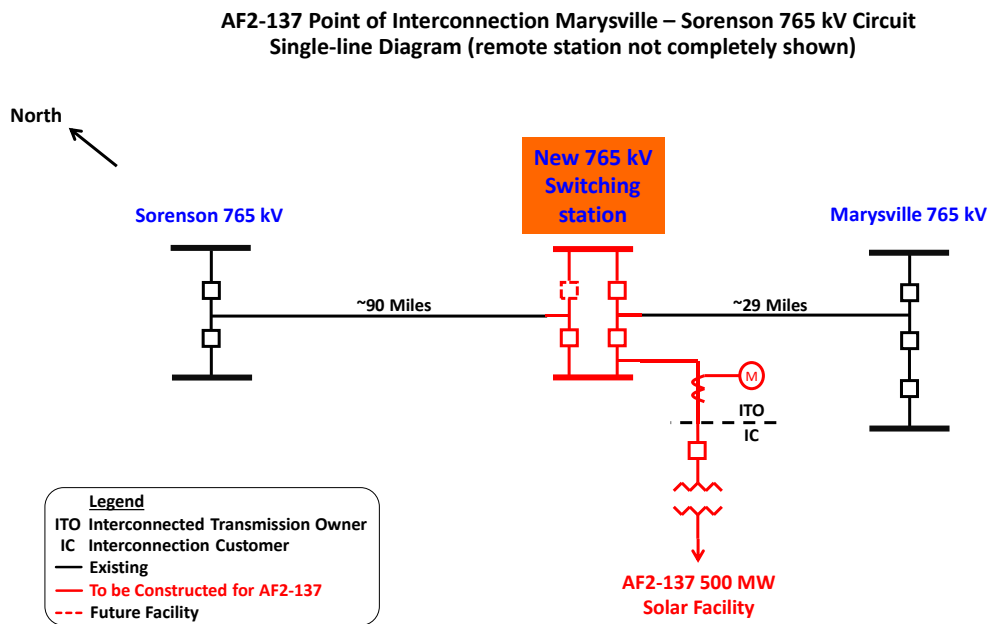 AF2-137 Point of Interconnection Marysville – Sorenson 765 kV Circuit
Single-line Diagram (remote station not completely shown)
North
New 765 kV
Switching
station
Sorenson 765 kV
Marysville 765 kV
~90 Miles
~29 Miles
M
ITO
IC
Legend
ITO Interconnected Transmission Owner
IC Interconnection Customer
Existing
To be Constructed for AF2-137
Future Facility
AF2-137 500 MW
Solar Facility